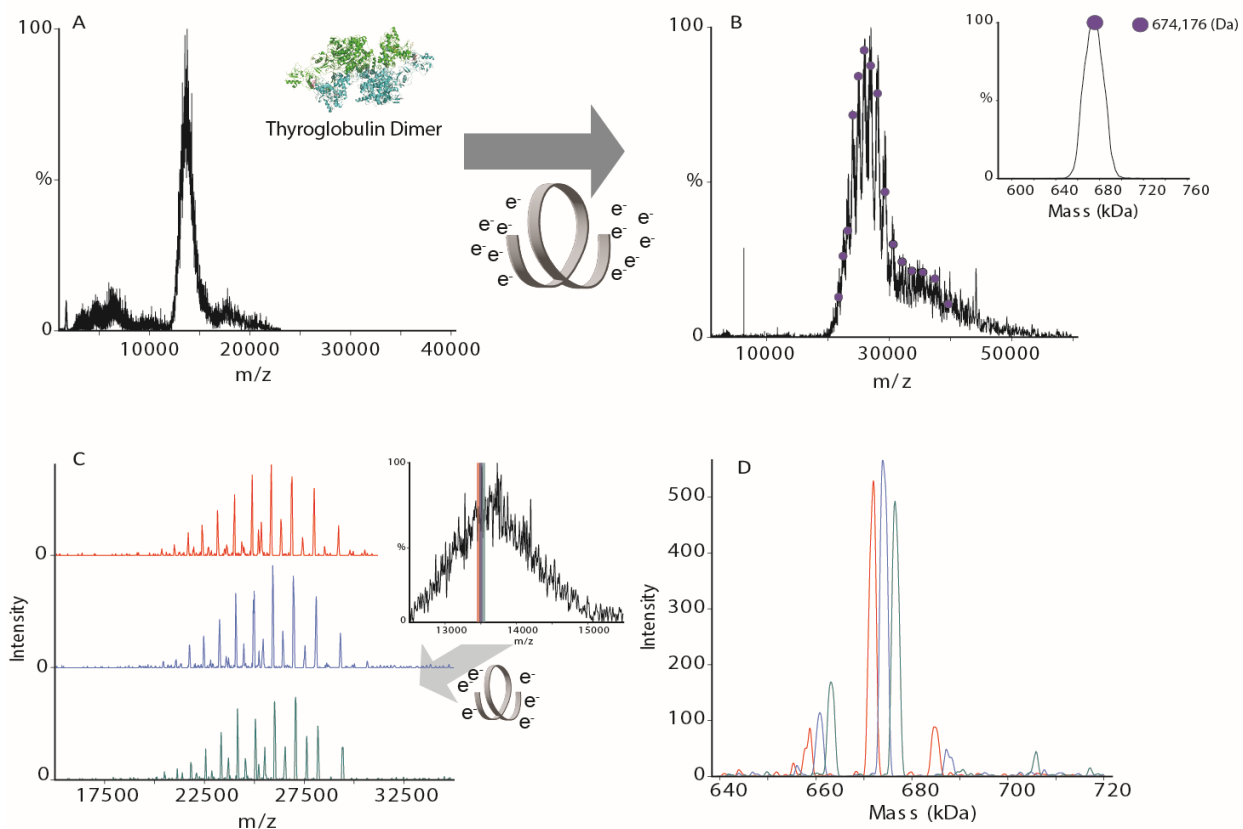 A
100
%
0
10000 20000 30000 40000
m/z
Thyroglobulin Dimer
e⁻ e⁻
e⁻ e⁻ e⁻ e⁻
e⁻ e⁻ e⁻ e⁻
e⁻ e⁻
B
100
%
0
10000 30000 50000
m/z
100
%
0
600 640 680 720 760
Mass (kDa)
674,176 (Da)
C
0
0
0
Intensity
17500 22500 27500 32500
m/z
100
%
0
13000 14000 15000
m/z
e⁻ e⁻
e⁻ e⁻
e⁻ e⁻
e⁻
D
500
400
300
200
100
0
Intensity
640 660 680 700 720
Mass (kDa)